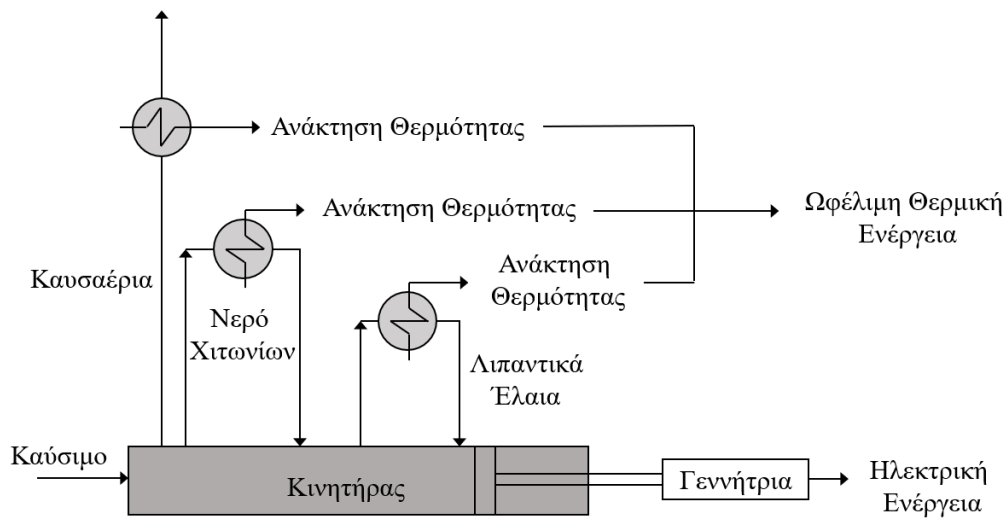 Ανάκτηση Θερμότητας
Ανάκτηση Θερμότητας
Ωφέλιμη Θερμική
Ενέργεια
Ανάκτηση
Θερμότητας
Καυσαέρια
Νερό
Χιτωνίων
Λιπαντικά
Έλαια
Καύσιμο
Κινητήρας
Γεννήτρια
Ηλεκτρική
Ενέργεια